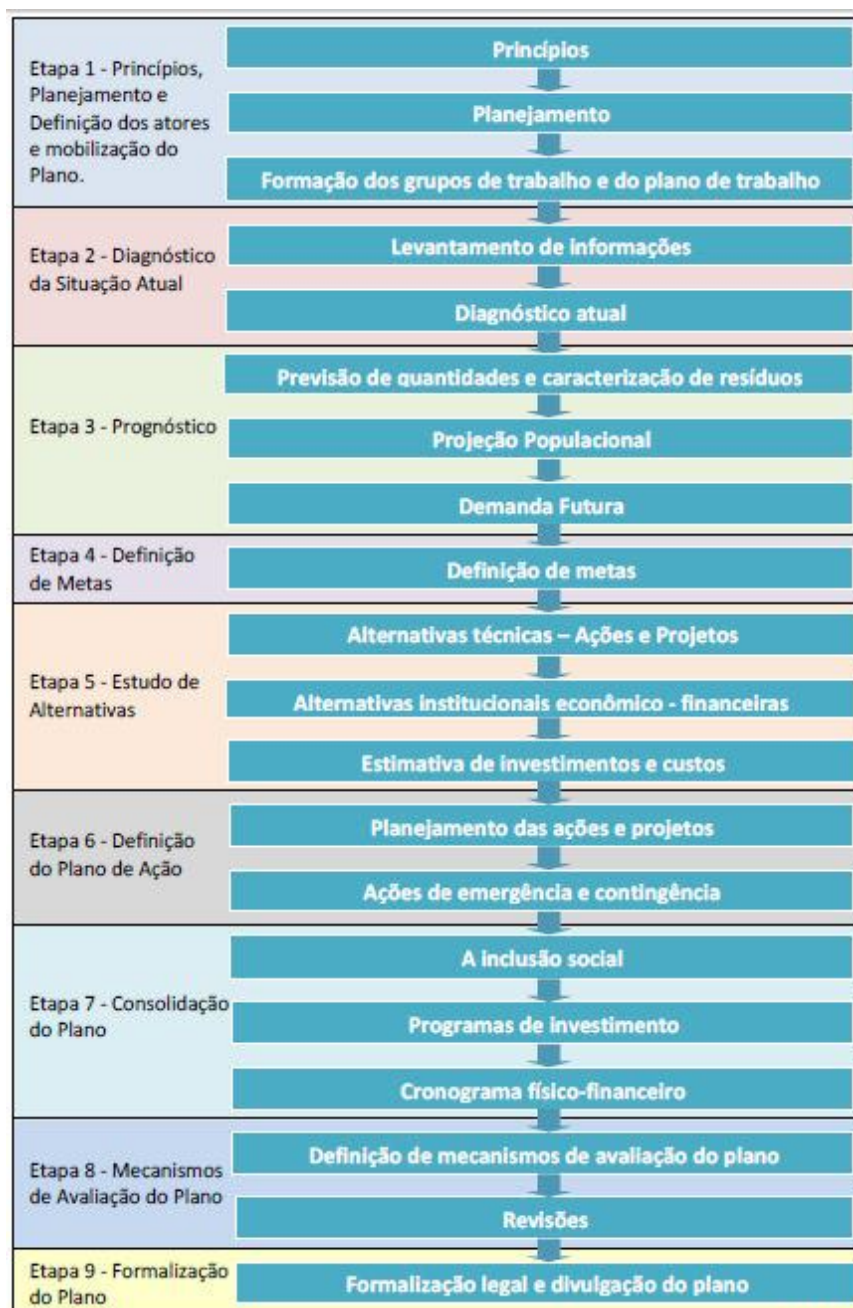 Etapa 1 - Princípios,
Planejamento e
Definição dos atores
e mobilização do
Plano.
Princípios
Planejamento
Formação dos grupos de trabalho e do plano de trabalho
Etapa 2 - Diagnóstico
da Situação Atual
Levantamento de informações
Diagnóstico atual
Etapa 3 - Prognóstico
Previsão de quantidades e caracterização de resíduos
Projeção Populacional
Demanda Futura
Etapa 4 - Definição
de Metas
Definição de metas
Etapa 5 - Estudo de
Alternativas
Alternativas técnicas – Ações e Projetos
Alternativas institucionais econômico - financeiras
Estimativa de investimentos e custos
Etapa 6 - Definição
do Plano de Ação
Planejamento das ações e projetos
Ações de emergência e contingência
Etapa 7 - Consolidação
do Plano
A inclusão social
Programas de investimento
Cronograma físico-financeiro
Etapa 8 - Mecanismos
de Avaliação do Plano
Definição de mecanismos de avaliação do plano
Revisões
Etapa 9 - Formalização
do Plano
Formalização legal e divulgação do plano